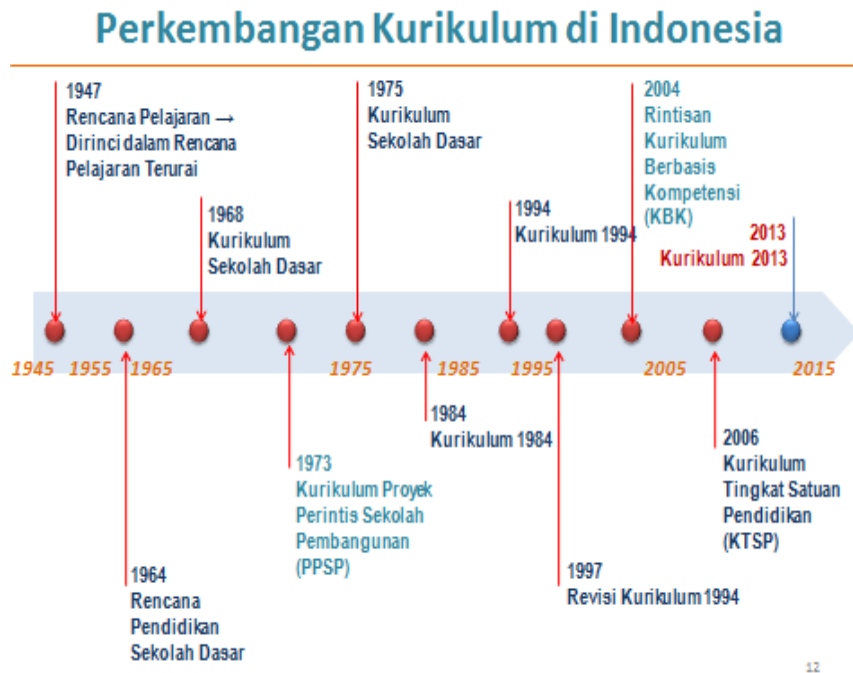 Perkembangan Kurikulum di Indonesia
1947
Rencana Pelajaran →
Dirinci dalam Rencana
Pelajaran Terurai
1975
Kurikulum
Sekolah Dasar
2004
Rintisan
Kurikulum
Berbasis
Kompetensi
(KBK)
1968
Kurikulum
Sekolah Dasar
1994
Kurikulum 1994
2013
Kurikulum 2013
1945 1955 1965 1975 1985 1995 2005 2015
1984
Kurikulum 1984
1973
Kurikulum Proyek
Perintis Sekolah
Pembangunan
(PPSP)
2006
Kurikulum
Tingkat Satuan
Pendidikan
(KTSP)
1964
Rencana
Pendidikan
Sekolah Dasar
1997
Revisi Kurikulum 1994
12